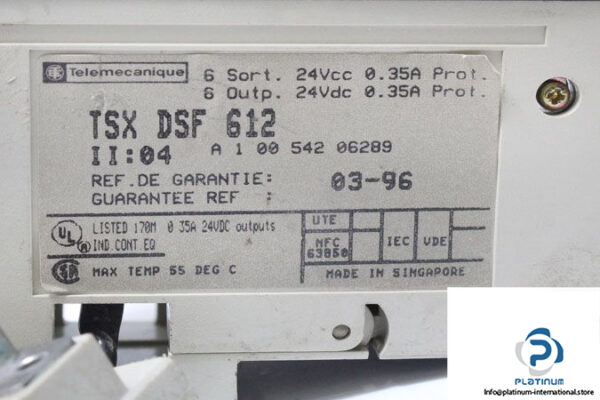 Telemecanique
6 Sort. 24Vcc 0.35A Prot.
6 Outp. 24Vdc 0.35A Prot.
TSX DSF 612
II:04 A 1 00 542 06289
REF.DE GARANTIE: 03-96
GUARANTEE REF :
UL
LISTED 170M 0 35A 24VDC outputs
IND.CONT.EQ
MAX TEMP 55 DEG C
UTE
NFC
63850
IEC
VDE
MADE IN SINGAPORE
PLATINUM
Info@platinum-international.store